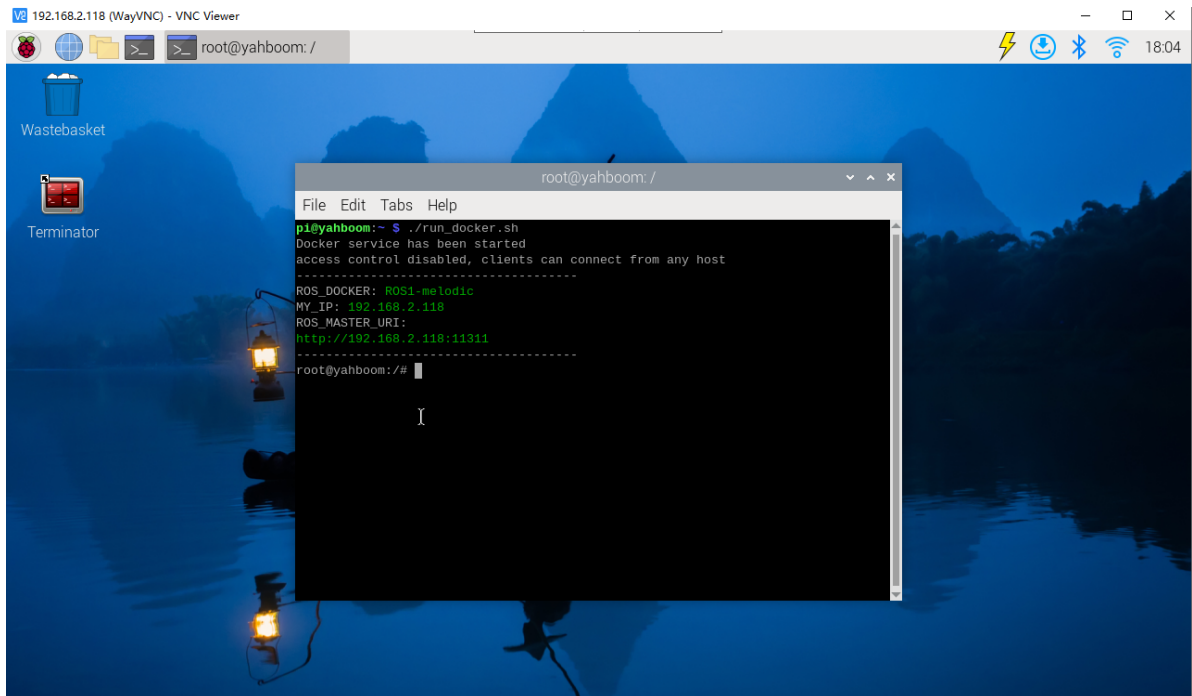 V2 192.168.2.118 (WayVNC) - VNC Viewer
>_ >_ root@yahboom: / 18:04
Wastebasket
Terminator
root@yahboom: /
File Edit Tabs Help
pi@yahboom:~ $ ./run_docker.sh
Docker service has been started
access control disabled, clients can connect from any host
--------------------------------------
ROS_DOCKER: ROS1-melodic
MY_IP: 192.168.2.118
ROS_MASTER_URI:
http://192.168.2.118:11311
--------------------------------------
root@yahboom:/#